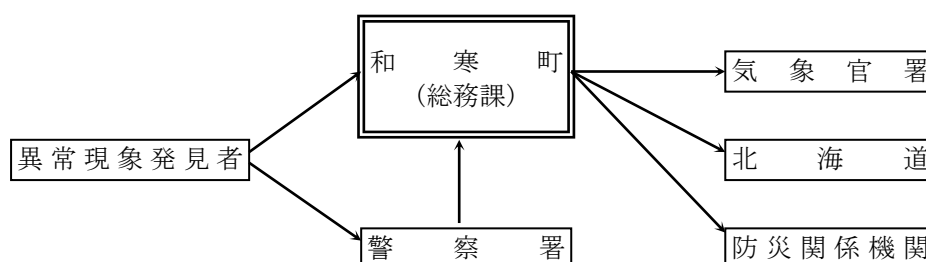 和寒町
(総務課)
気象官署
異常現象発見者
北海道
警察署
防災関係機関